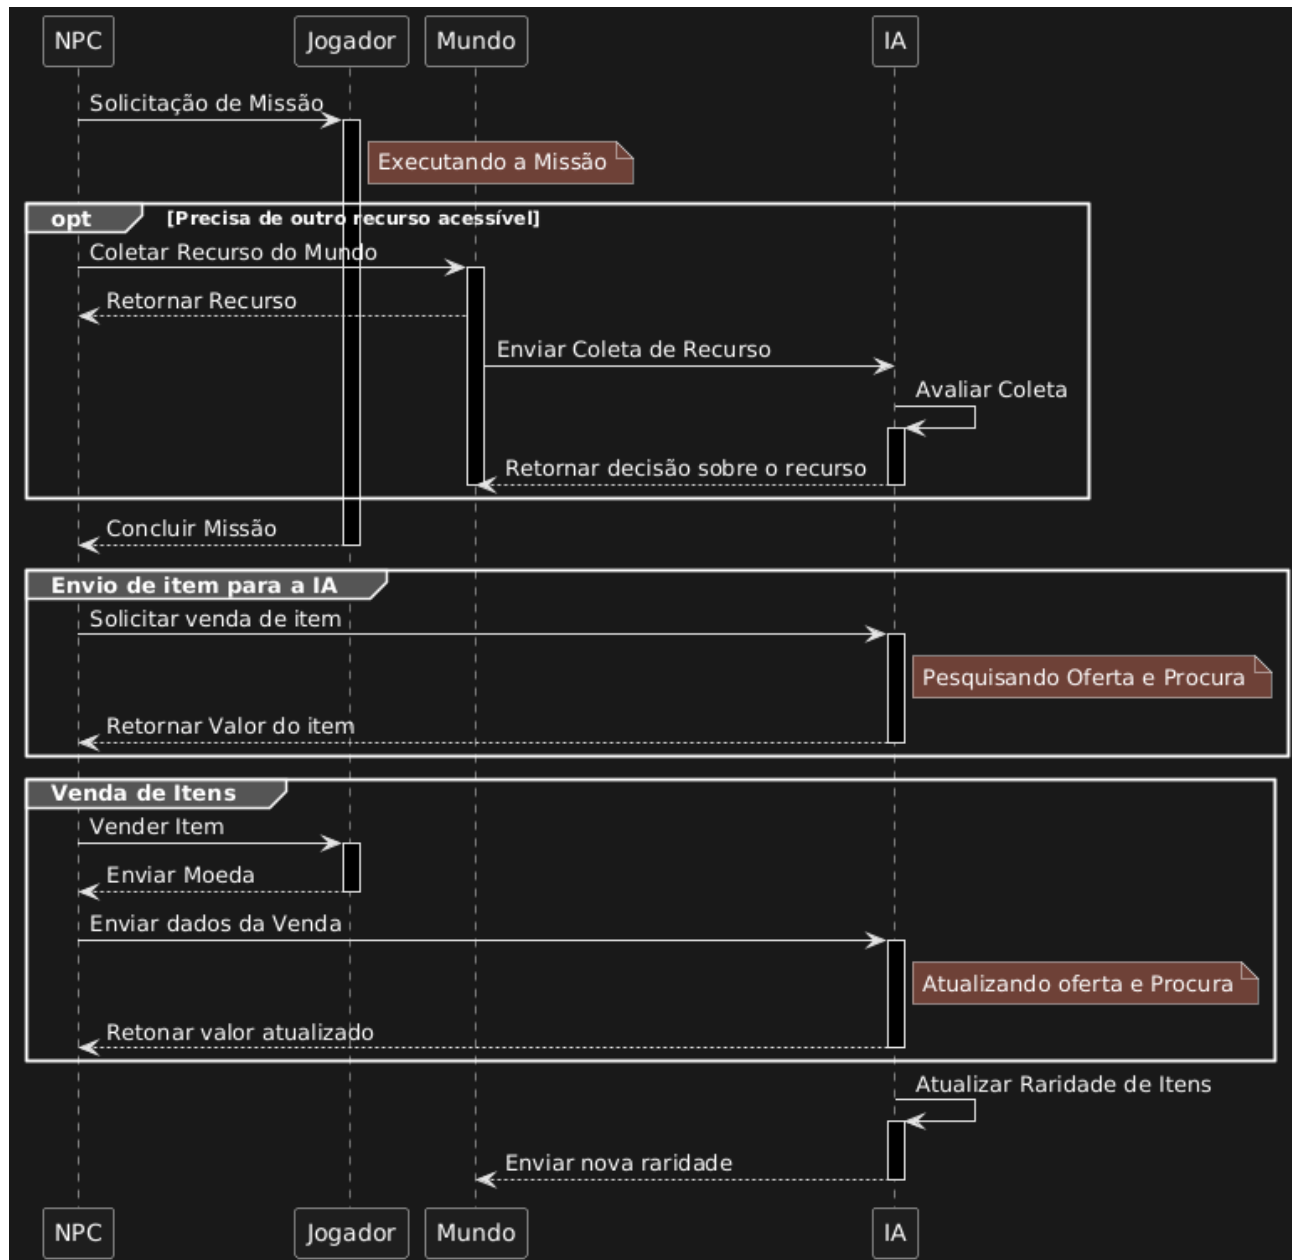 NPC Jogador Mundo IA
Solicitação de Missão
Executando a Missão
opt [Precisa de outro recurso acessível]
Coletar Recurso do Mundo
Retornar Recurso
Enviar Coleta de Recurso
Avaliar Coleta
Retornar decisão sobre o recurso
Concluir Missão
Envio de item para a IA
Solicitar venda de item
Pesquisando Oferta e Procura
Retornar Valor do item
Venda de Itens
Vender Item
Enviar Moeda
Enviar dados da Venda
Atualizando oferta e Procura
Retonar valor atualizado
Atualizar Raridade de Itens
Enviar nova raridade
NPC Jogador Mundo IA